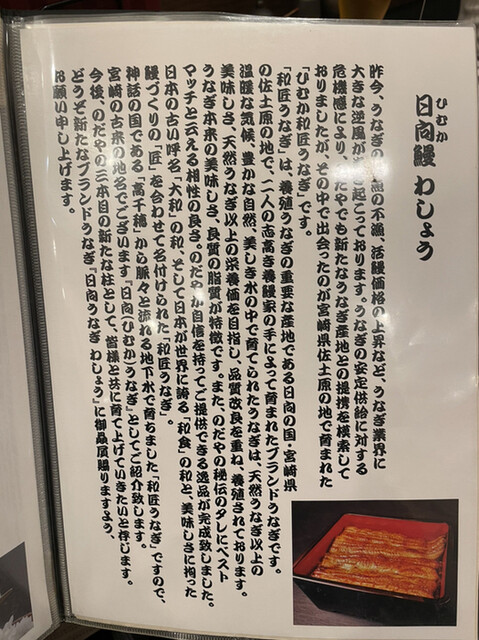 ひむか
日向鰻 わしょう
昨今、うなぎの の不漁、活鰻価格の上昇など、うなぎ業界に
大きな逆風が 起こっております。うなぎの安定供給に対する
危機感により、 だやでも新たなうなぎ産地との提携を模索して
おりましたが、その中で出会ったのが宮崎県佐土原の地で育まれた
「ひむか和匠うなぎ」です。
「和匠うなぎ」は、養殖うなぎの重要な産地である日向の国・宮崎県
の佐土原の地で、二人の志高き養鰻家の手によって育まれたブランドうなぎです。
温暖な気候、豊かな自然、美しき水の中で育てられたうなぎは、天然うなぎ以上の
美味しさ、天然うなぎ以上の栄養価を目指し、品質改良を重ね、養殖されております。
うなぎ本来の美味しさ、良質の脂質が特徴です。また、のだやの秘伝のタレにベスト
マッチと云える相性の良さ。のだやが自信を持ってご提供できる逸品が完成致しました。
日本の古い呼名「大和」の和、そして日本が世界に誇る「和食」の和と、美味しさに拘った
鰻づくりの「匠」を合わせて名付けられた「和匠うなぎ」。
神話の国である「高千穂」から脈々と流れる地下水で育ちました「和匠うなぎ」ですので、
宮崎の古来の地名でございます『日向(ひむか)うなぎ』としてご紹介致します。
今後、のだやの三本目の新たな柱として、皆様と共に育て上げていきたいと存じます。
どうぞ新たなブランドうなぎ『日向うなぎ わしょう』に御贔屓賜りますよう、
お願い申し上げます。